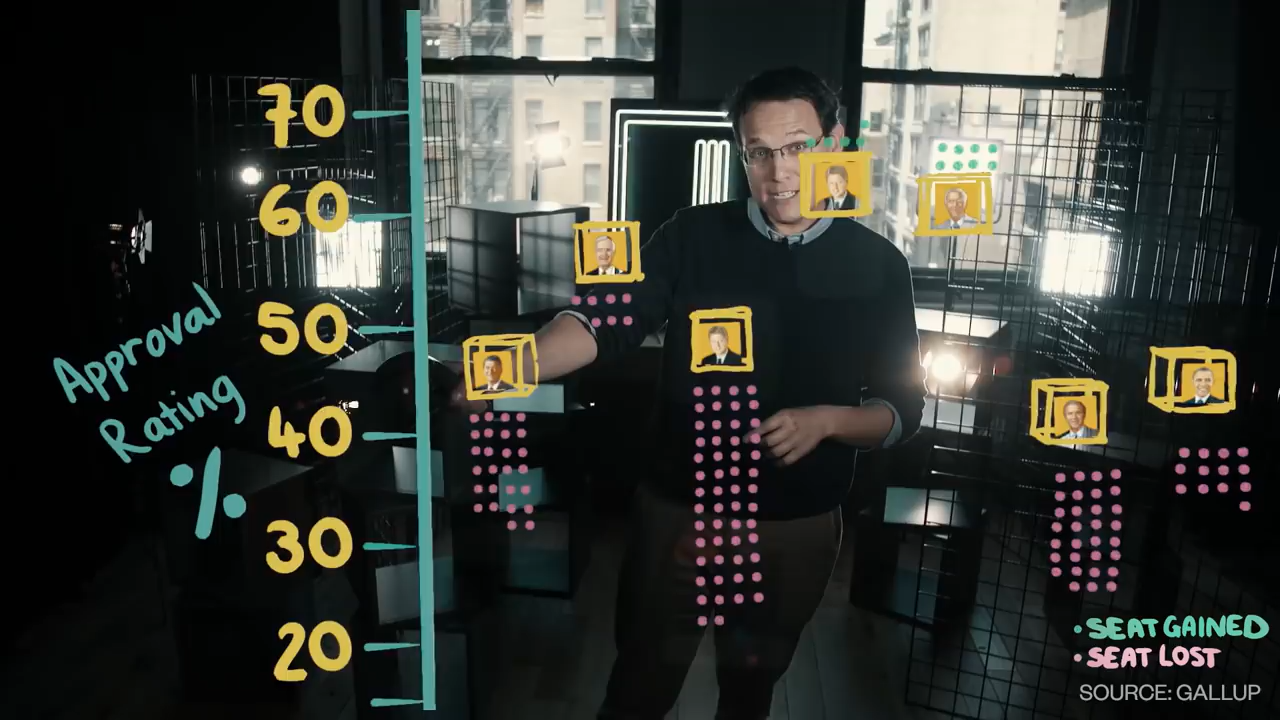 70
60
50
Approval
Rating
%
40
30
20
• SEAT GAINED
• SEAT LOST
SOURCE: GALLUP